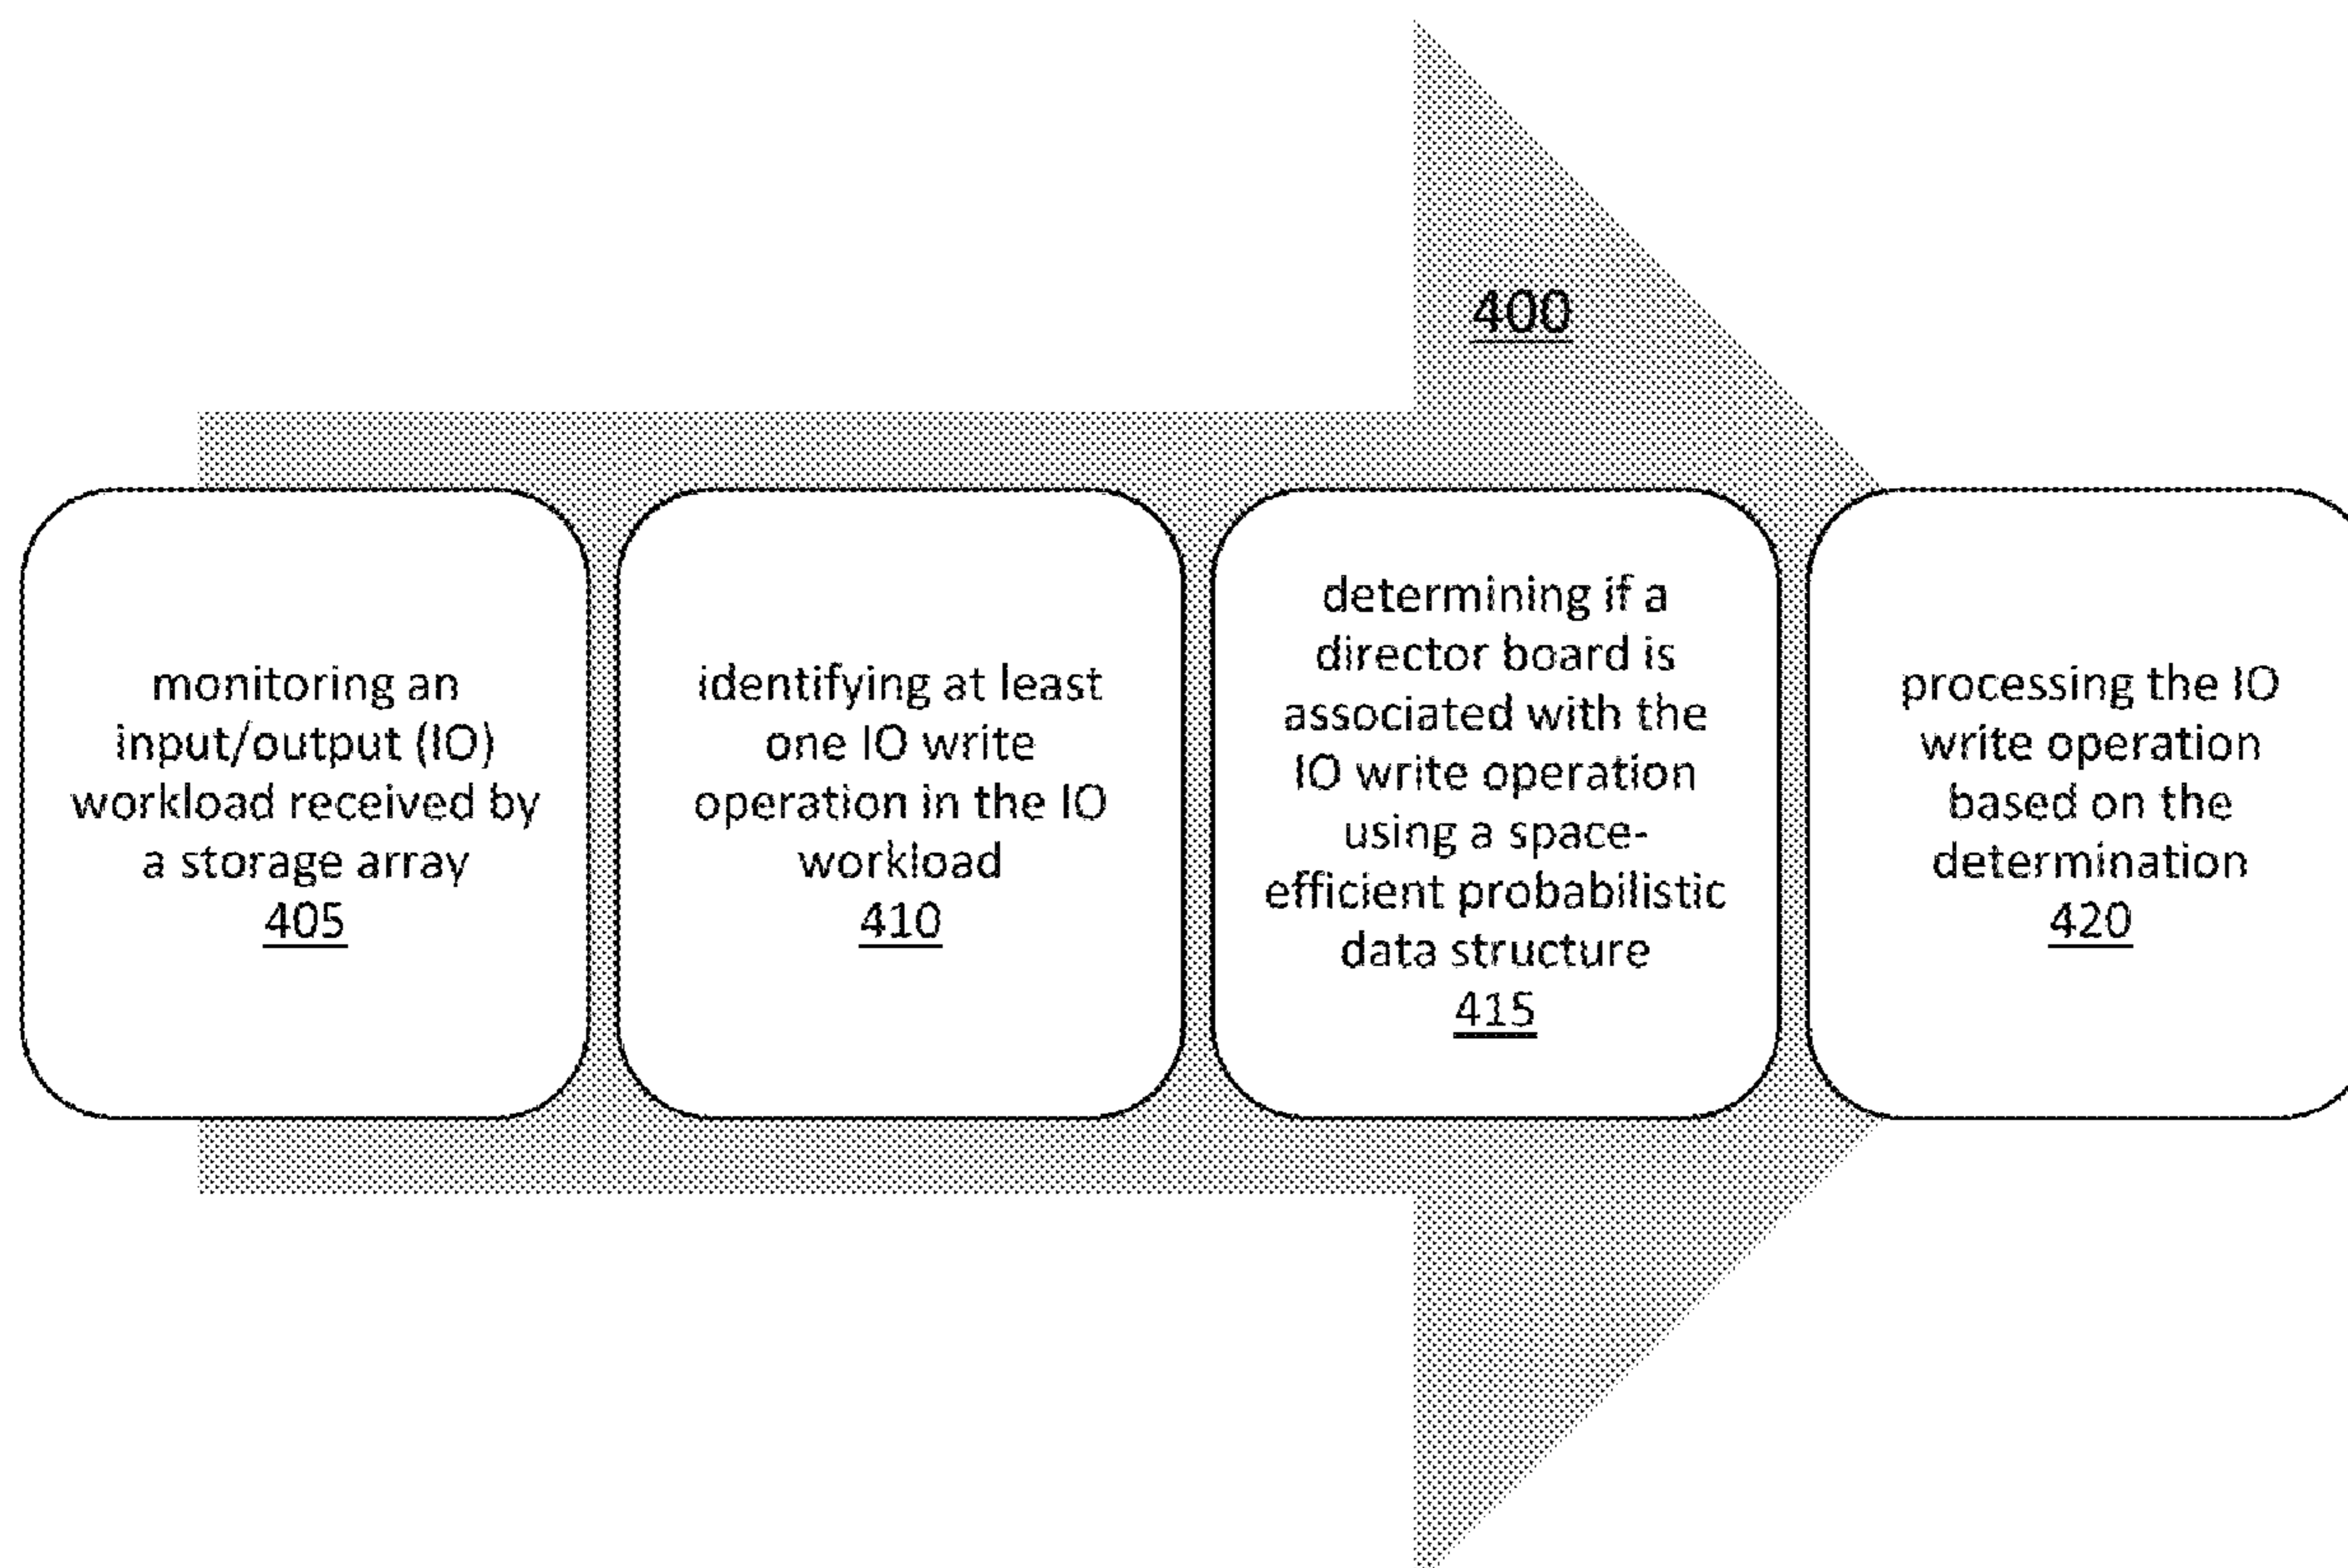 400
monitoring an
input/output (IO)
workload received by
a storage array
405
identifying at least
one IO write
operation in the IO
workload
410
determining if a
director board is
associated with the
IO write operation
using a space-
efficient probabilistic
data structure
415
processing the IO
write operation
based on the
determination
420